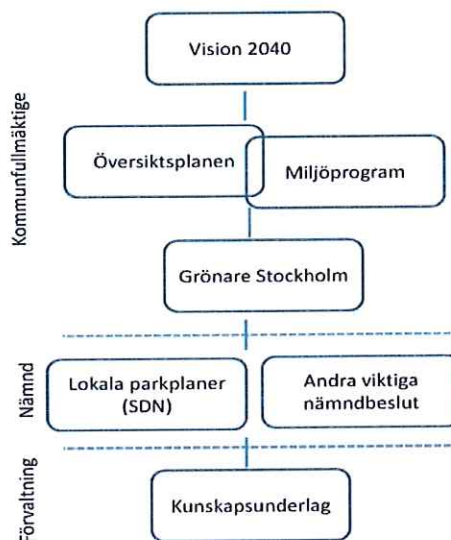 Kommunfullmäktige
Vision 2040
Översiktsplanen
Miljöprogram
Grönare Stockholm
Nämnd
Lokala parkplaner
(SDN)
Andra viktiga
nämndbeslut
Förvaltning
Kunskapsunderlag